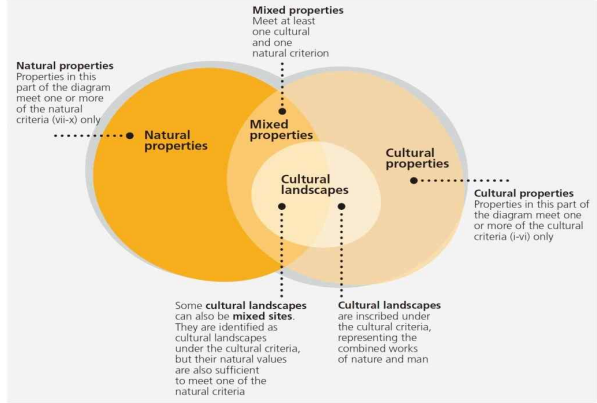 Mixed properties
Meet at least
one cultural
and one
natural criterion
Natural properties
Properties in this
part of the diagram
meet one or more
of the natural
criteria (vii-x) only
Natural
properties
Mixed
properties
Cultural
properties
Cultural
landscapes
Cultural properties
Properties in this part of
the diagram meet one
or more of the cultural
criteria (i-vi) only
Some cultural landscapes
can also be mixed sites.
They are identified as
cultural landscapes
under the cultural criteria,
but their natural values
are also sufficient
to meet one of the
natural criteria
Cultural landscapes
are inscribed under
the cultural criteria,
representing the
combined works
of nature and man